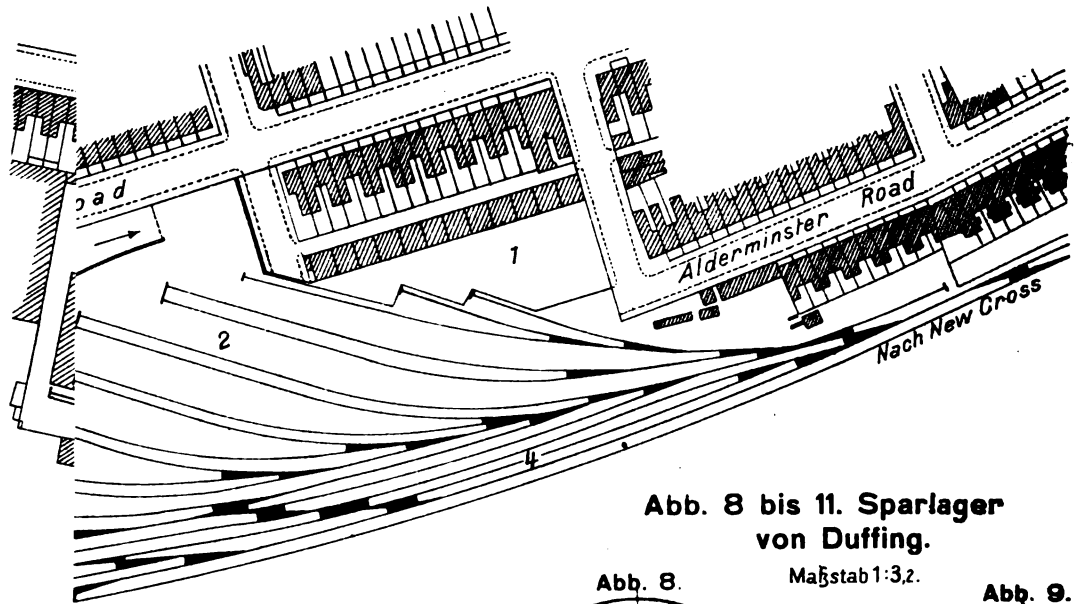 oad
1
Alderminster Road
2
Nach New Cross
4
Abb. 8 bis 11. Sparlager
von Duffing.
Maßstab 1:3,2.
Abb. 8.
Abb. 9.